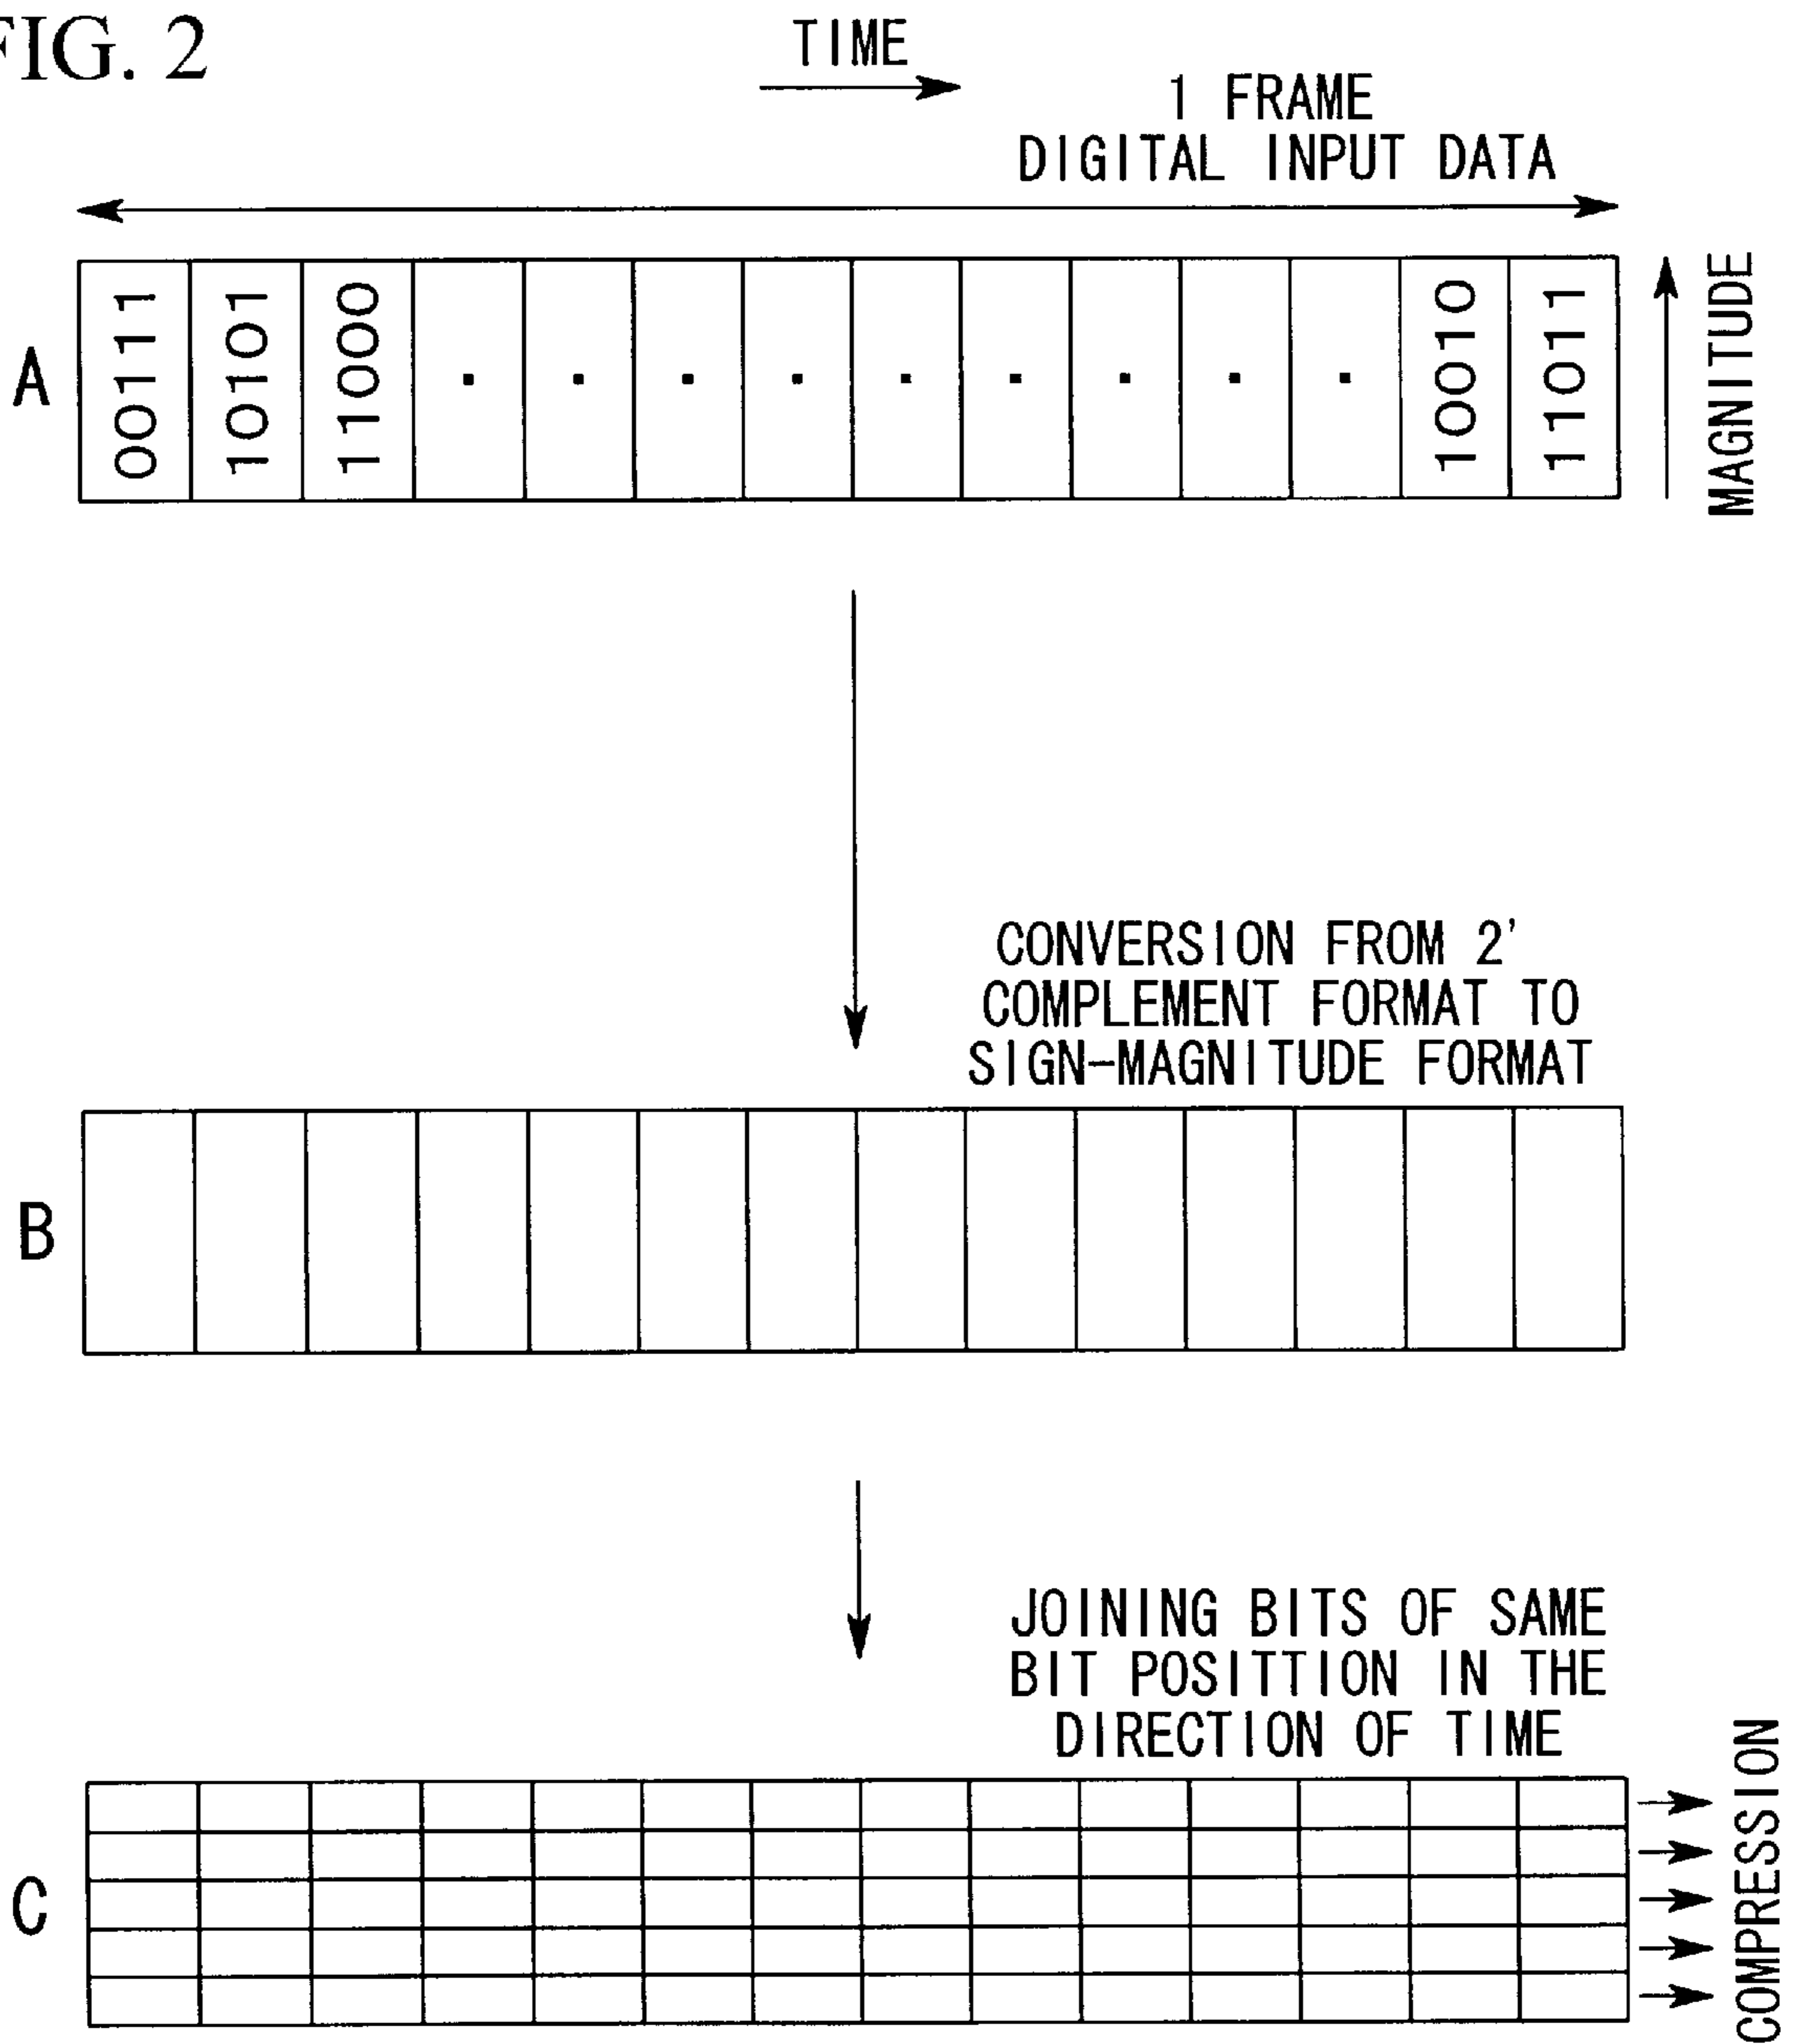 FIG. 2
TIME
1 FRAME
DIGITAL INPUT DATA
A
00111
10101
11000
. . . . . . . . .
10010
11011
MAGNITUDE
CONVERSION FROM 2'
COMPLEMENT FORMAT TO
SIGN-MAGNITUDE FORMAT
B
JOINING BITS OF SAME
BIT POSITTION IN THE
DIRECTION OF TIME
C
COMPRESSION